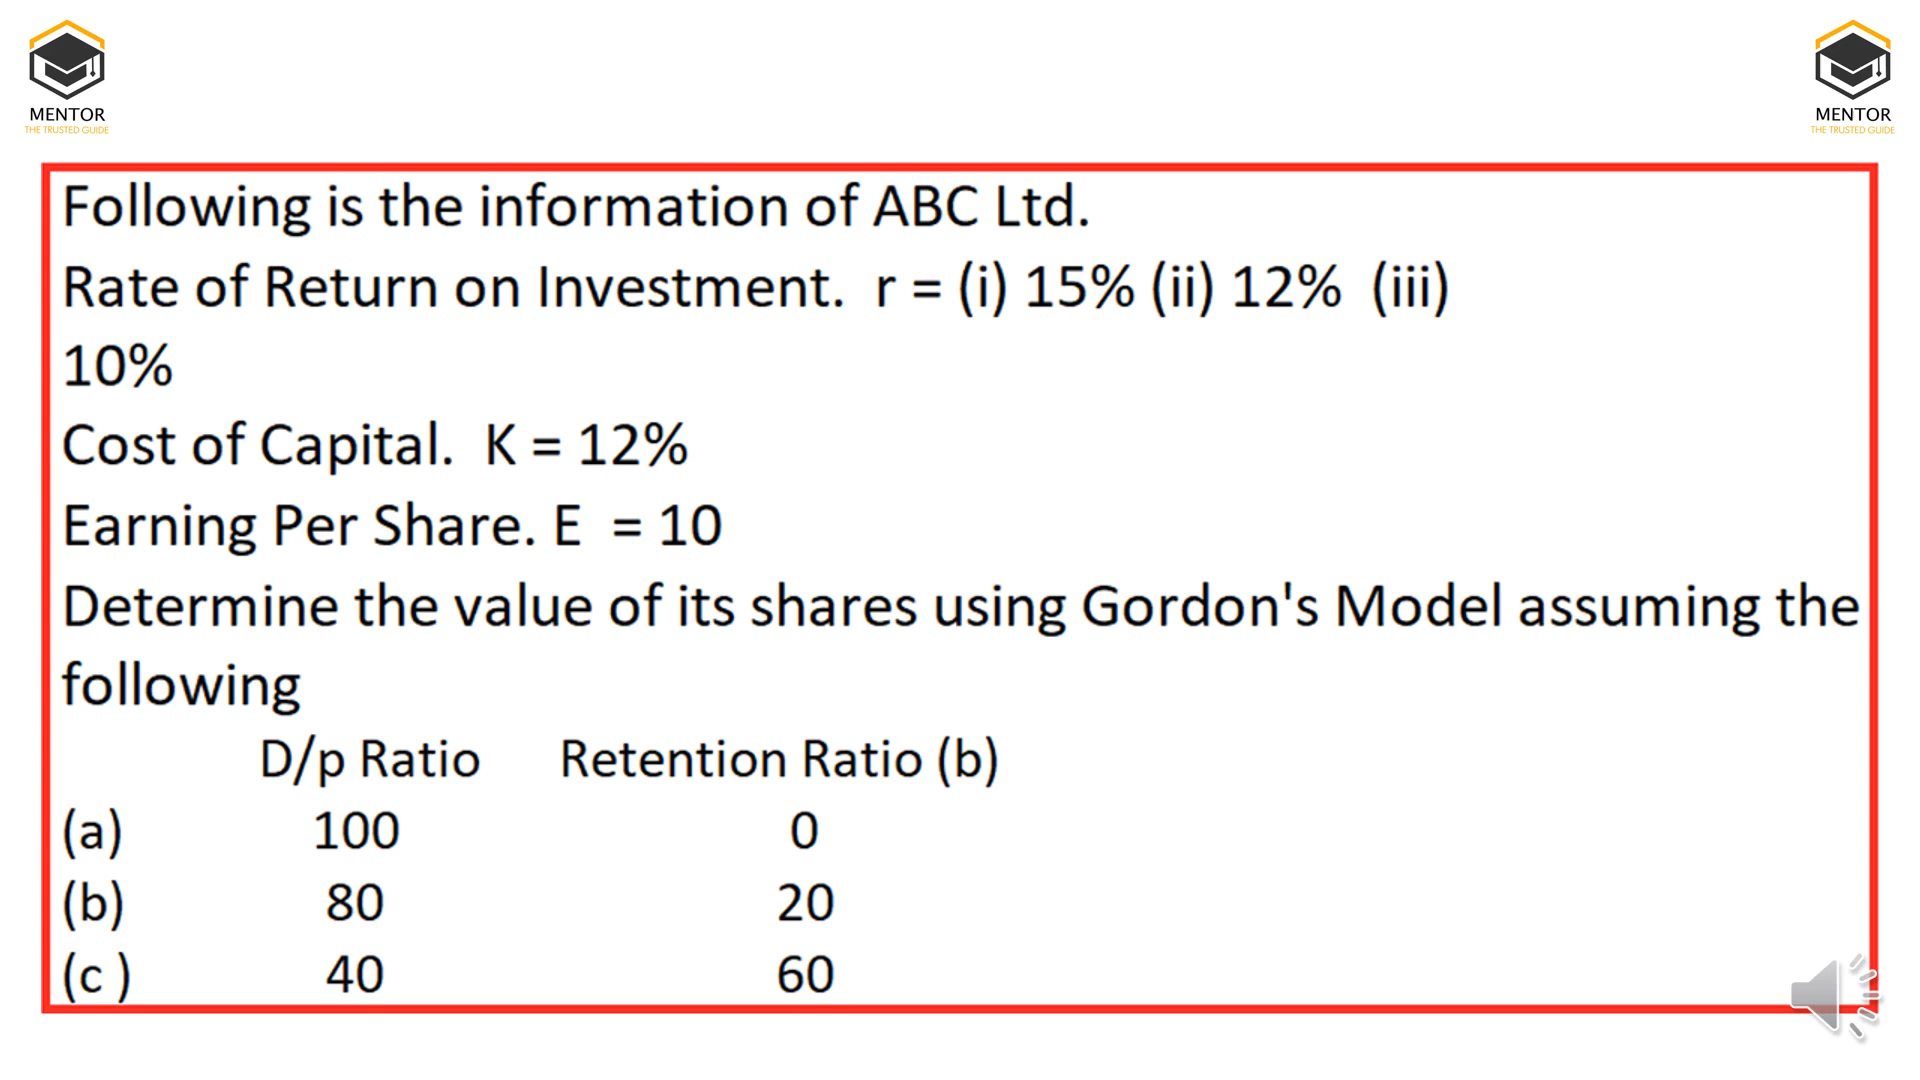 MENTOR
THE TRUSTED GUIDE
MENTOR
THE TRUSTED GUIDE
Following is the information of ABC Ltd.
Rate of Return on Investment.  r = (i) 15% (ii) 12%  (iii)
10%
Cost of Capital.  K = 12%
Earning Per Share. E  = 10
Determine the value of its shares using Gordon's Model assuming the
following
D/p Ratio Retention Ratio (b)
(a) 100 0
(b) 80 20
(c ) 40 60